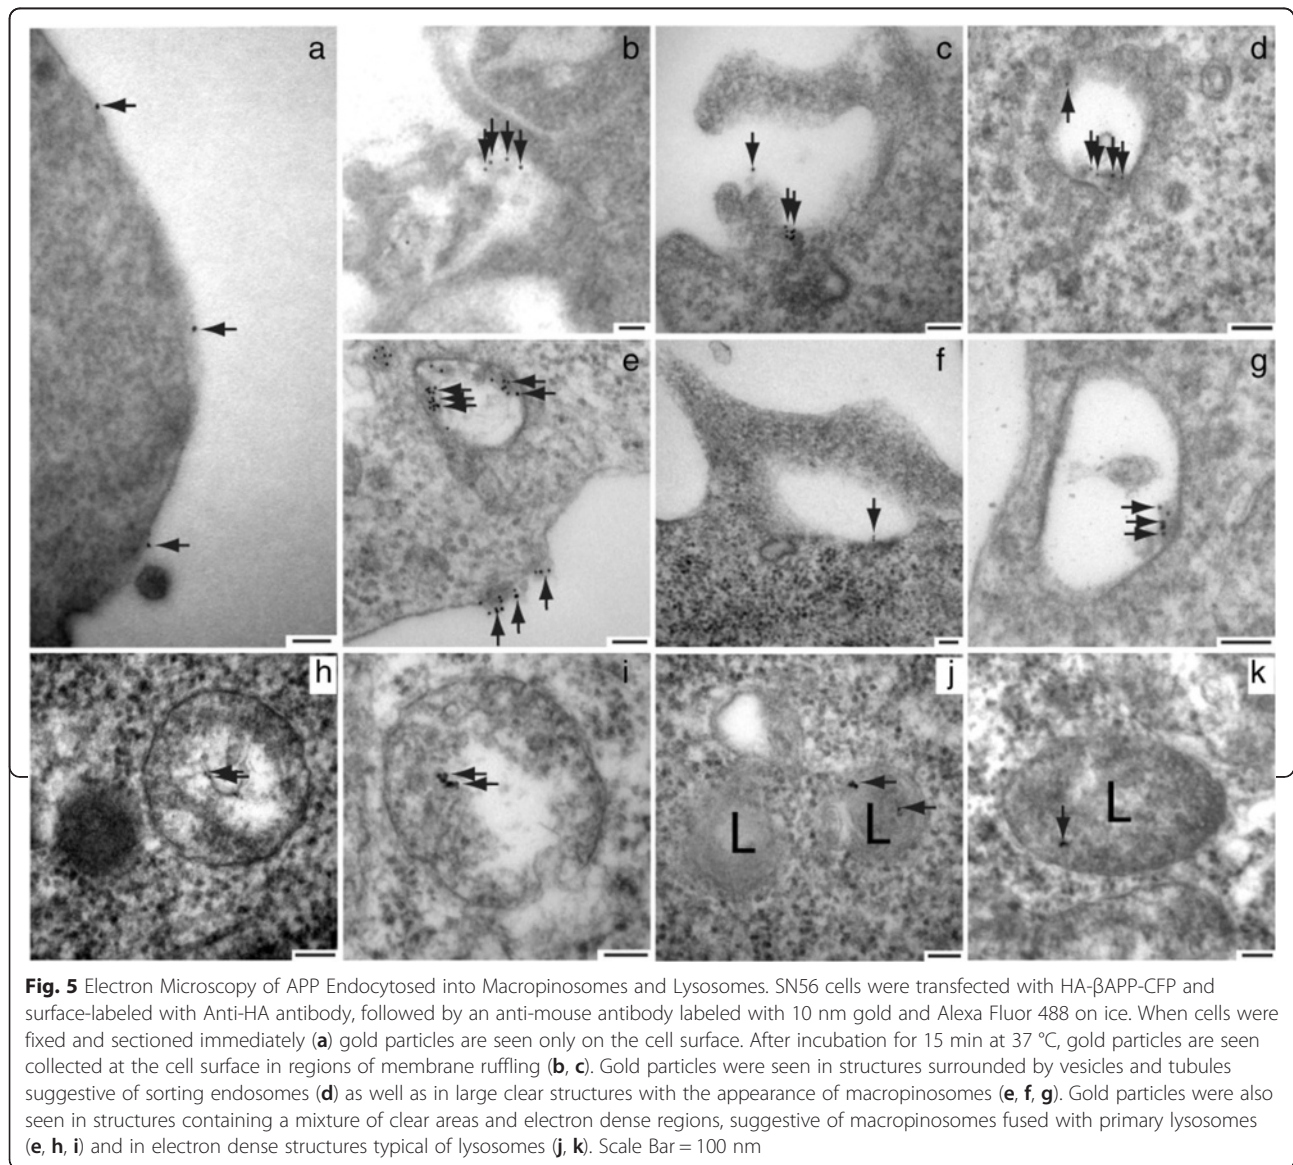 a
b
c
d
e
f
g
h
i
j
k
L
L
L
Fig. 5 Electron Microscopy of APP Endocytosed into Macropinosomes and Lysosomes. SN56 cells were transfected with HA-βAPP-CFP and
surface-labeled with Anti-HA antibody, followed by an anti-mouse antibody labeled with 10 nm gold and Alexa Fluor 488 on ice. When cells were
fixed and sectioned immediately (a) gold particles are seen only on the cell surface. After incubation for 15 min at 37 °C, gold particles are seen
collected at the cell surface in regions of membrane ruffling (b, c). Gold particles were seen in structures surrounded by vesicles and tubules
suggestive of sorting endosomes (d) as well as in large clear structures with the appearance of macropinosomes (e, f, g). Gold particles were also
seen in structures containing a mixture of clear areas and electron dense regions, suggestive of macropinosomes fused with primary lysosomes
(e, h, i) and in electron dense structures typical of lysosomes (j, k). Scale Bar = 100 nm